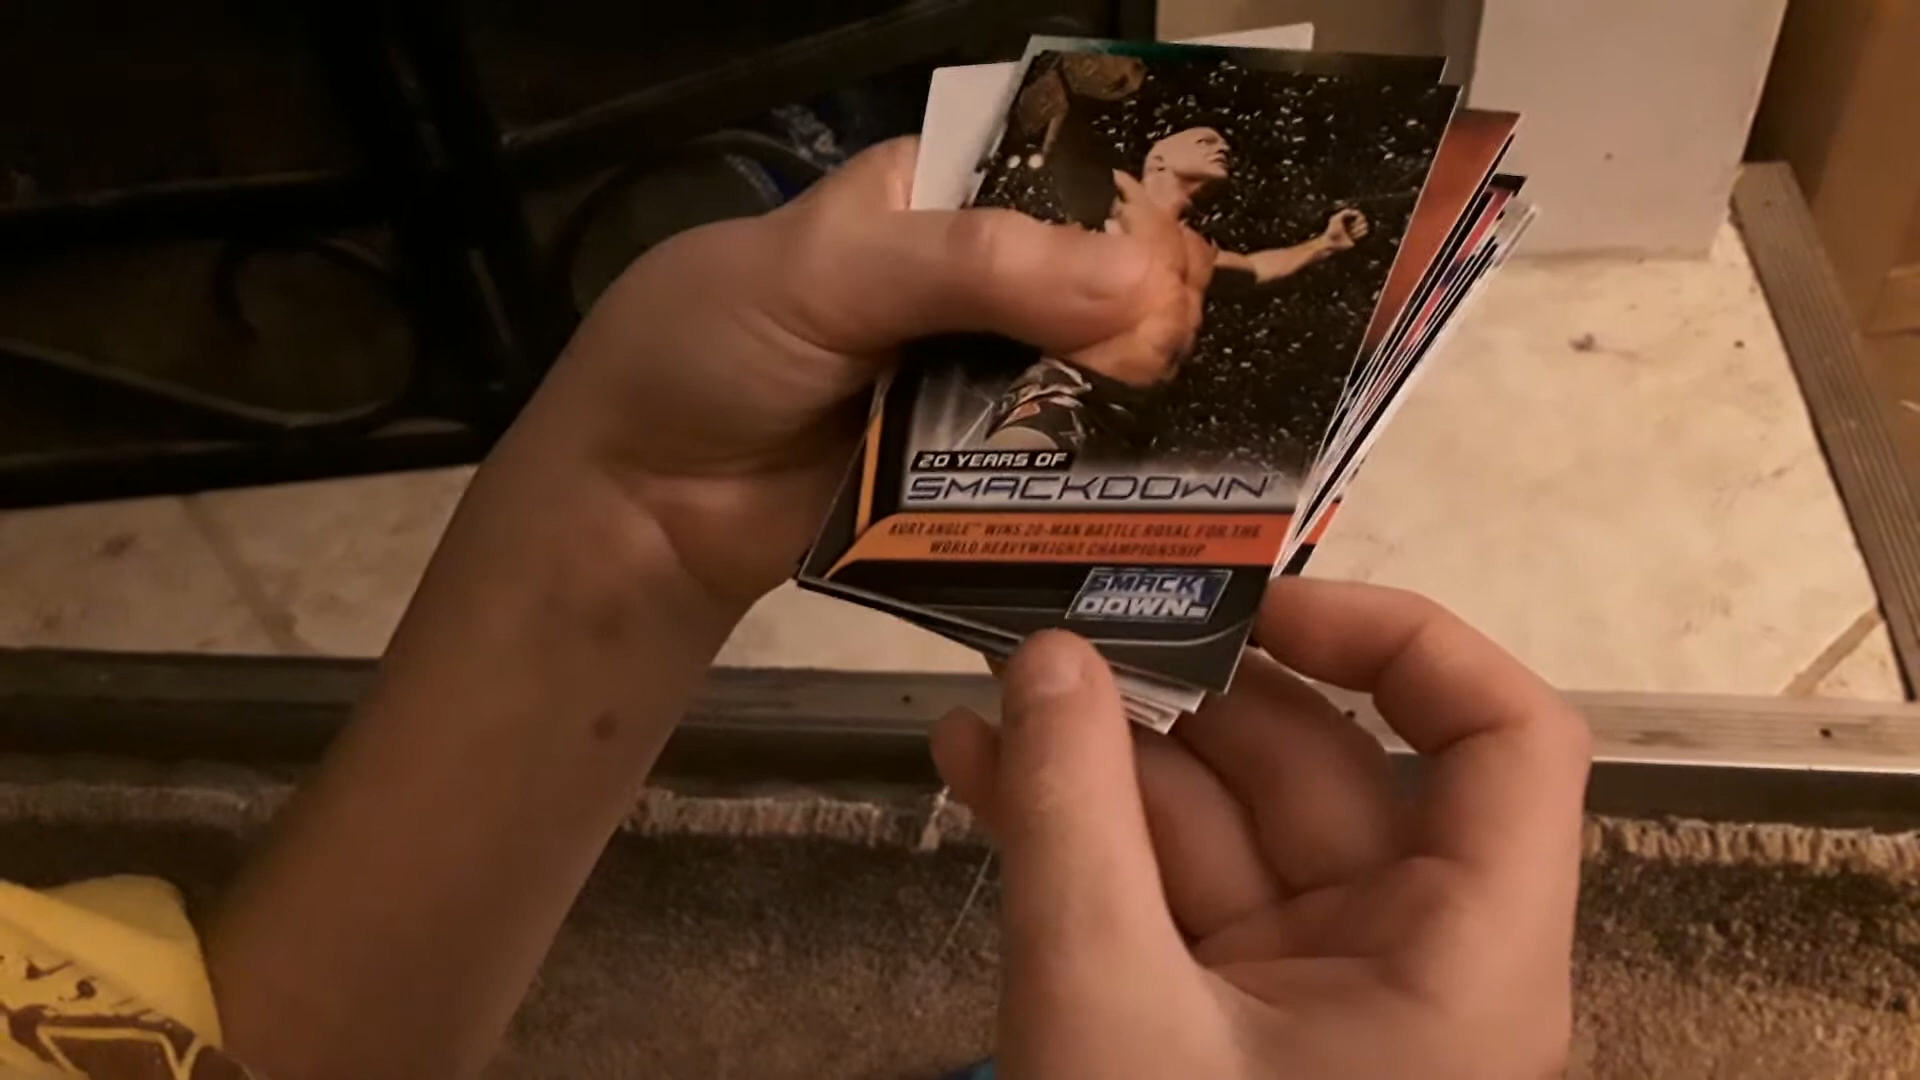 20 YEARS OF
SMACKDOWN
KURT ANGLE™ WINS 20-MAN BATTLE ROYAL FOR THE
WORLD HEAVYWEIGHT CHAMPIONSHIP
SMACK
DOWN